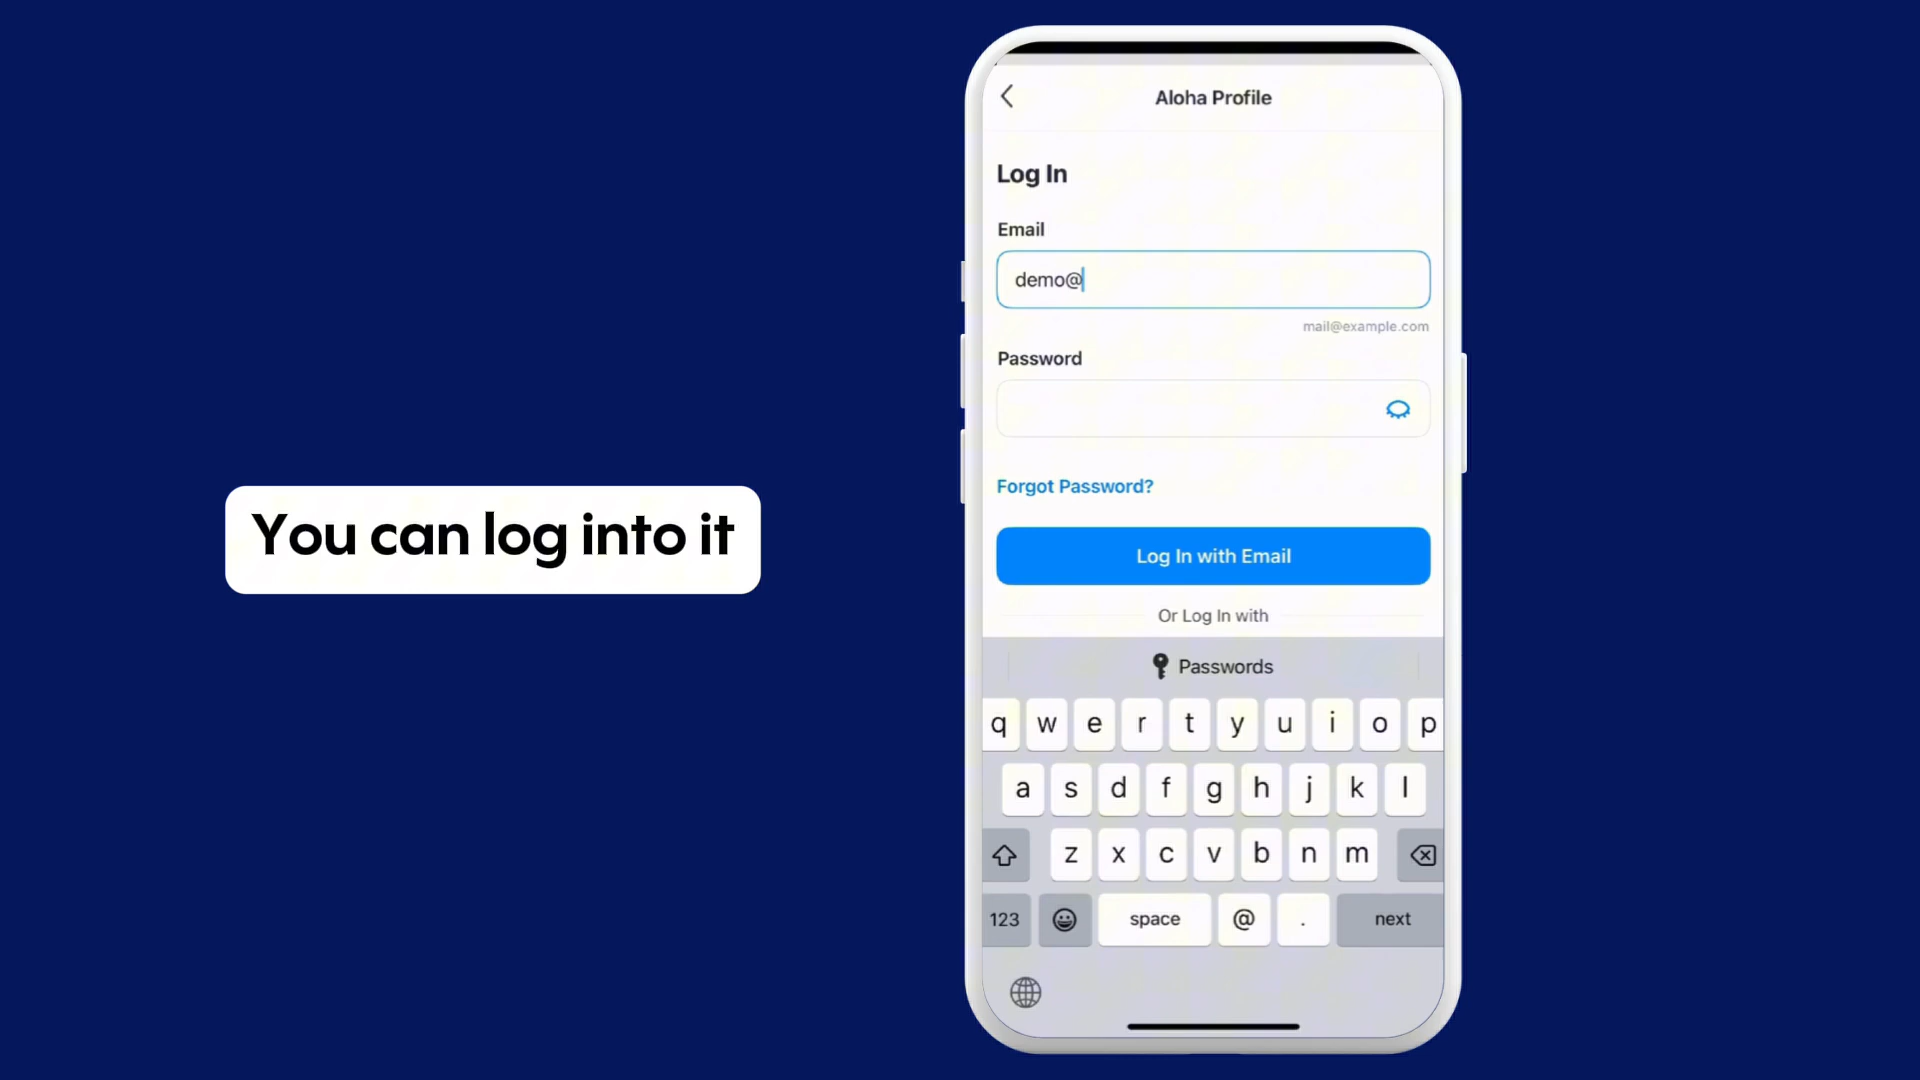 You can log into it
Aloha Profile
Log In
Email
demo@
mail@example.com
Password
Forgot Password?
Log In with Email
Or Log In with
Passwords
q w e r t y u i o p
a s d f g h j k l
z x c v b n m
123 space @ . next